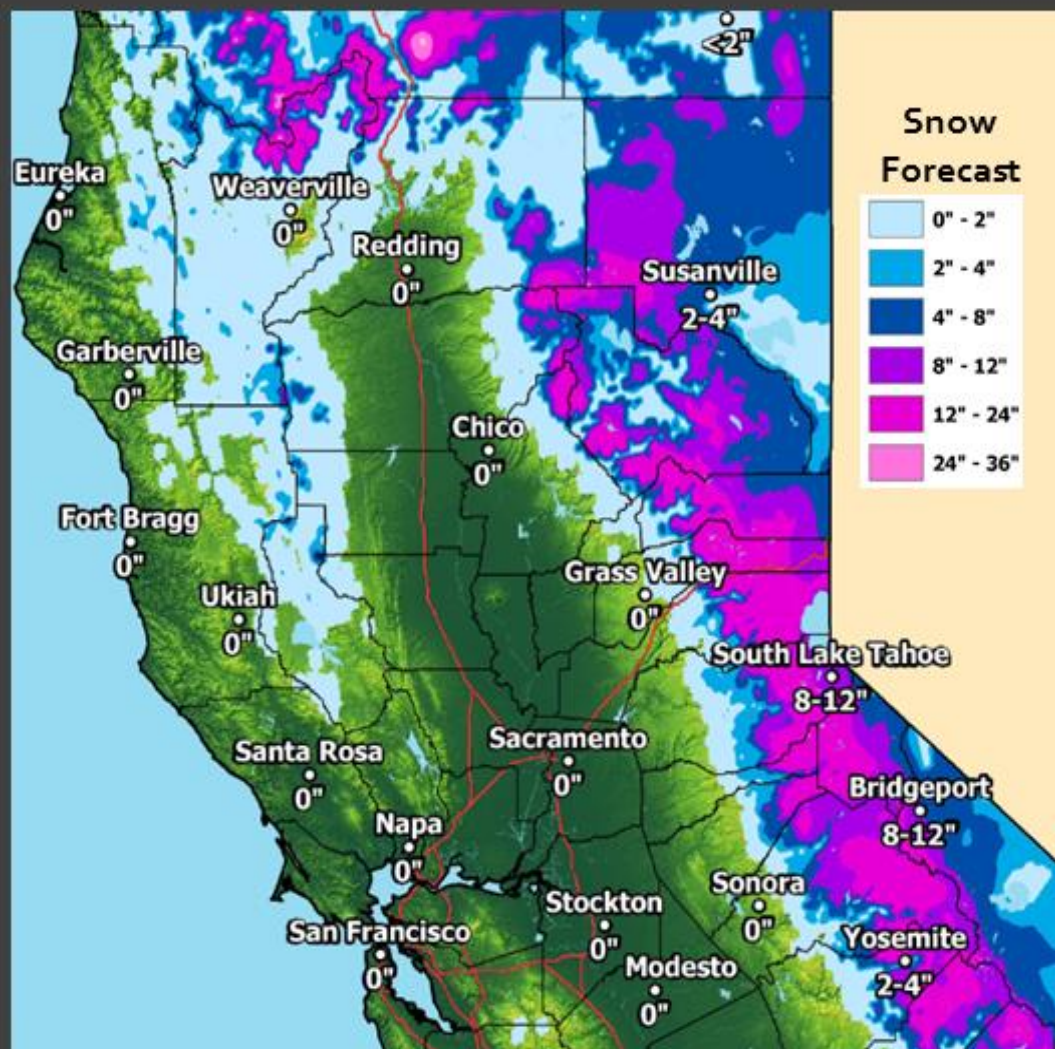 <2"
Snow
Forecast
0" - 2"
2" - 4"
4" - 8"
8" - 12"
12" - 24"
24" - 36"
Eureka
0"
Weaverville
0"
Redding
0"
Susanville
2-4"
Garberville
0"
Chico
0"
Fort Bragg
0"
Grass Valley
0"
Ukiah
0"
South Lake Tahoe
8-12"
Sacramento
0"
Santa Rosa
0"
Bridgeport
8-12"
Napa
0"
Sonora
0"
Stockton
0"
San Francisco
0"
Yosemite
2-4"
Modesto
0"